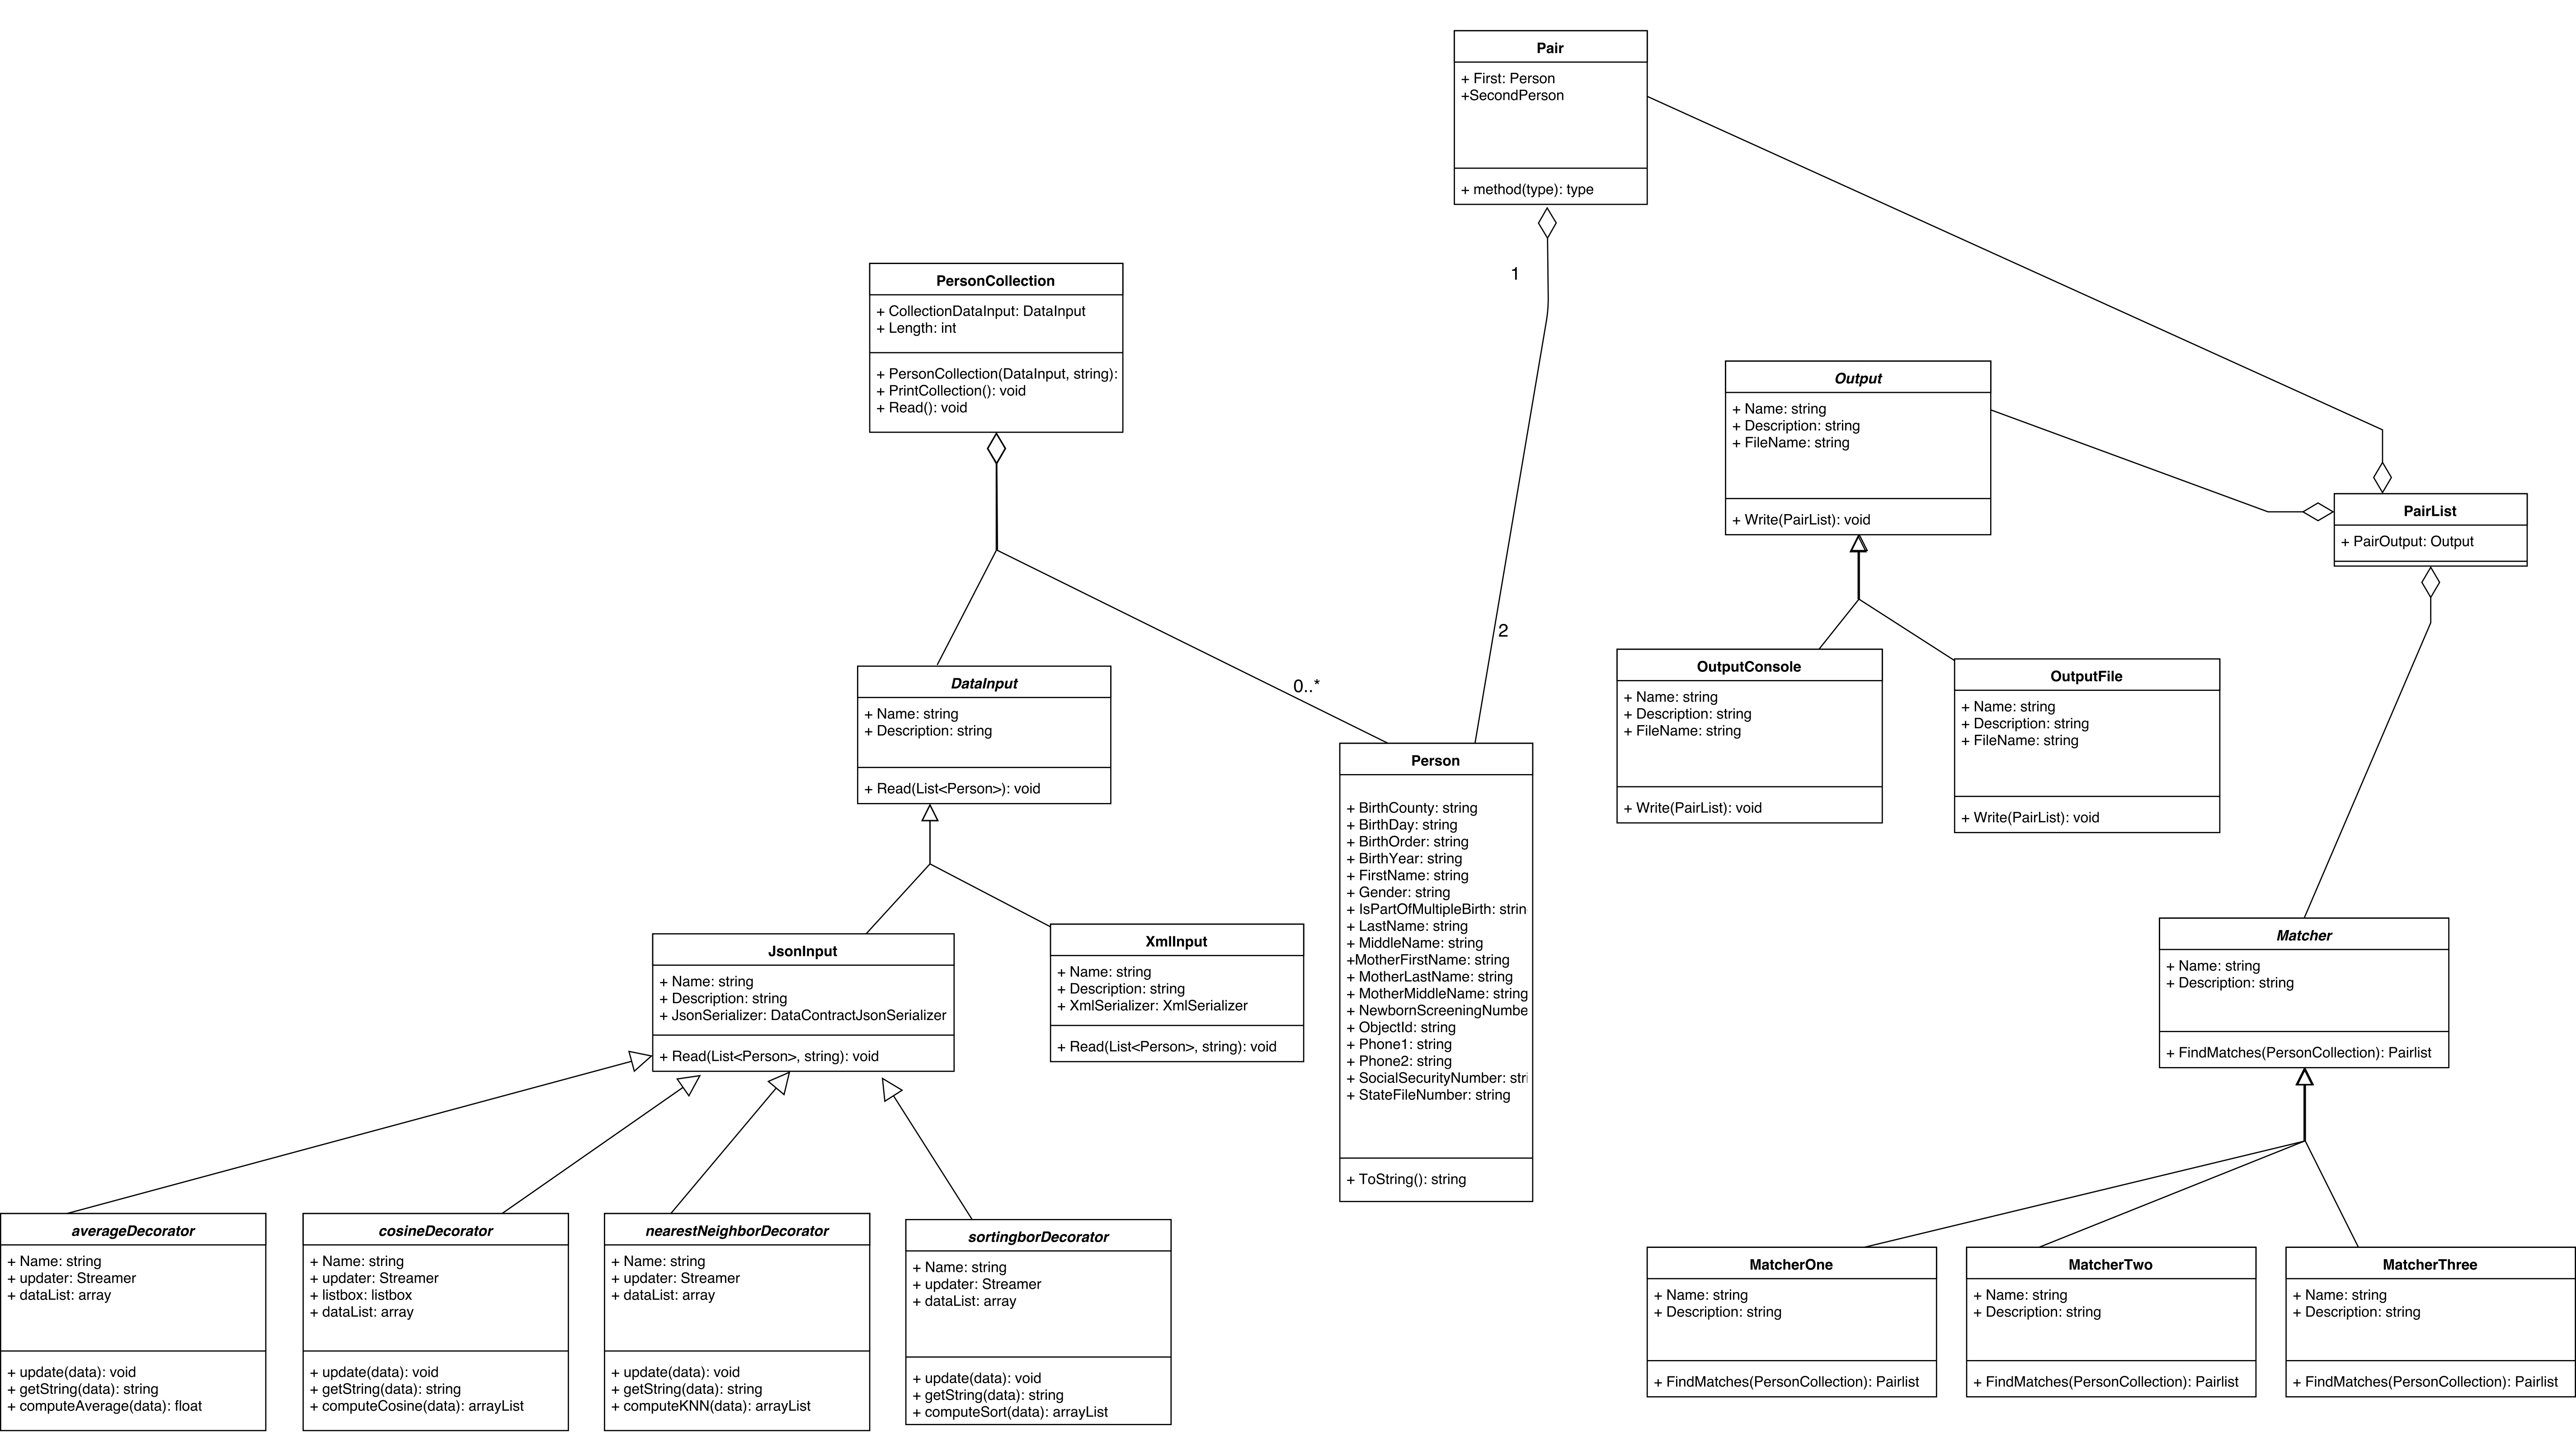 Pair
+ First: Person
+SecondPerson
+ method(type): type
1
PersonCollection
+ CollectionDataInput: DataInput
+ Length: int
+ PersonCollection(DataInput, string):
+ PrintCollection(): void
+ Read(): void
Output
+ Name: string
+ Description: string
+ FileName: string
+ Write(PairList): void
PairList
+ PairOutput: Output
2
0..*
DataInput
+ Name: string
+ Description: string
+ Read(List<Person>): void
OutputConsole
+ Name: string
+ Description: string
+ FileName: string
+ Write(PairList): void
OutputFile
+ Name: string
+ Description: string
+ FileName: string
+ Write(PairList): void
Person
+ BirthCounty: string
+ BirthDay: string
+ BirthOrder: string
+ BirthYear: string
+ FirstName: string
+ Gender: string
+ IsPartOfMultipleBirth: strin
+ LastName: string
+ MiddleName: string
+MotherFirstName: string
+ MotherLastName: string
+ MotherMiddleName: string
+ NewbornScreeningNumbe
+ ObjectId: string
+ Phone1: string
+ Phone2: string
+ SocialSecurityNumber: stri
+ StateFileNumber: string
+ ToString(): string
JsonInput
+ Name: string
+ Description: string
+ JsonSerializer: DataContractJsonSerializer
+ Read(List<Person>, string): void
XmlInput
+ Name: string
+ Description: string
+ XmlSerializer: XmlSerializer
+ Read(List<Person>, string): void
Matcher
+ Name: string
+ Description: string
+ FindMatches(PersonCollection): Pairlist
averageDecorator
+ Name: string
+ updater: Streamer
+ dataList: array
+ update(data): void
+ getString(data): string
+ computeAverage(data): float
cosineDecorator
+ Name: string
+ updater: Streamer
+ listbox: listbox
+ dataList: array
+ update(data): void
+ getString(data): string
+ computeCosine(data): arrayList
nearestNeighborDecorator
+ Name: string
+ updater: Streamer
+ dataList: array
+ update(data): void
+ getString(data): string
+ computeKNN(data): arrayList
sortingborDecorator
+ Name: string
+ updater: Streamer
+ dataList: array
+ update(data): void
+ getString(data): string
+ computeSort(data): arrayList
MatcherOne
+ Name: string
+ Description: string
+ FindMatches(PersonCollection): Pairlist
MatcherTwo
+ Name: string
+ Description: string
+ FindMatches(PersonCollection): Pairlist
MatcherThree
+ Name: string
+ Description: string
+ FindMatches(PersonCollection): Pairlist